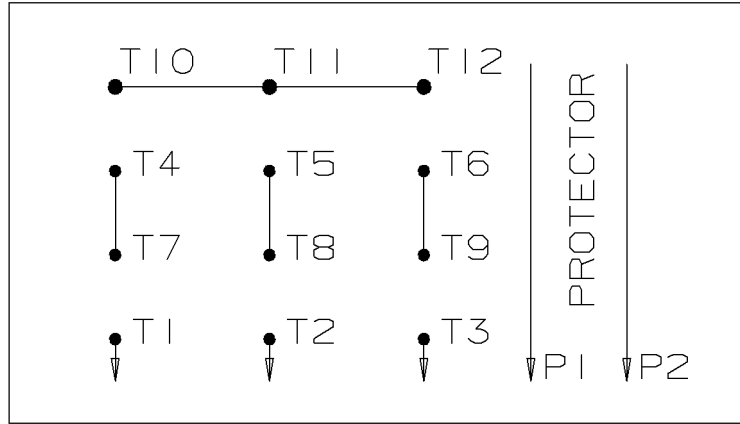 T10 T11 T12
T4 T5 T6
T7 T8 T9
T1 T2 T3
PROTECTOR
P1 P2